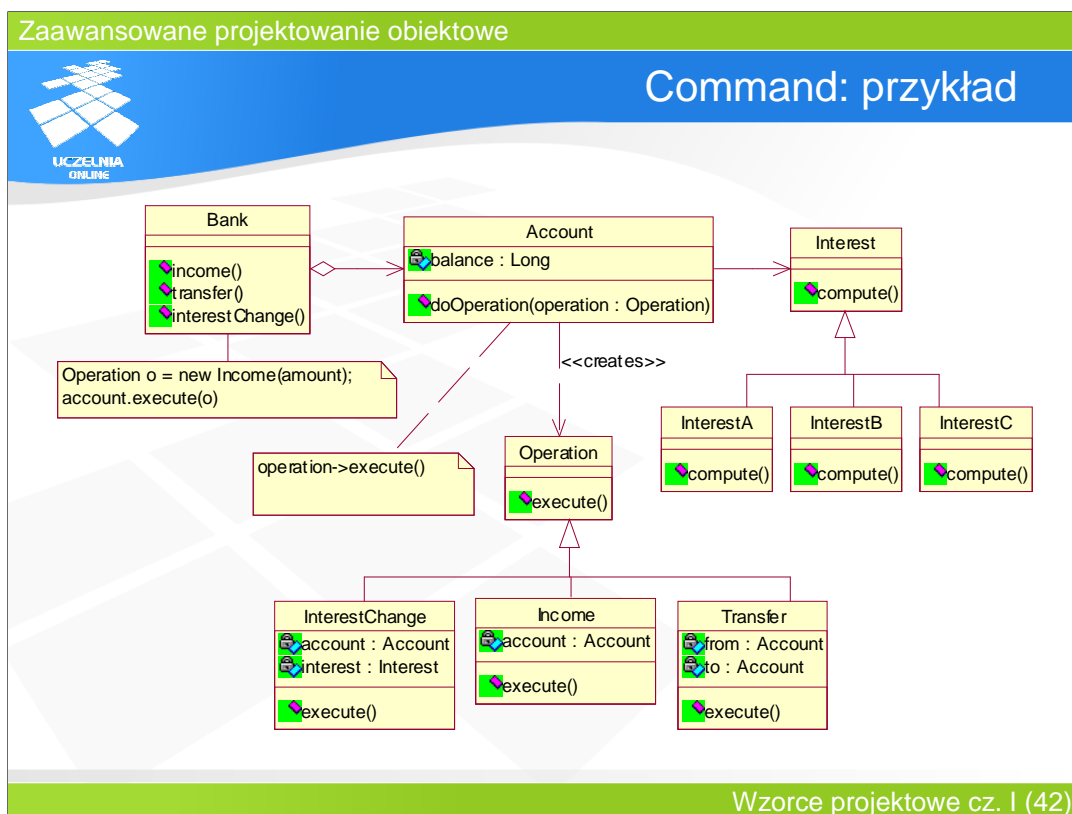 Zaawansowane projektowanie obiektowe
Command: przykład
UCZELNIA
ONLINE
Bank
income()
transfer()
interestChange()
Operation o = new Income(amount);
account.execute(o)
Account
balance : Long
doOperation(operation : Operation)
Interest
compute()
<<creates>>
operation->execute()
Operation
execute()
InterestA
compute()
InterestB
compute()
InterestC
compute()
InterestChange
account : Account
interest : Interest
execute()
Income
account : Account
execute()
Transfer
from : Account
to : Account
execute()
Wzorce projektowe cz. I (42)